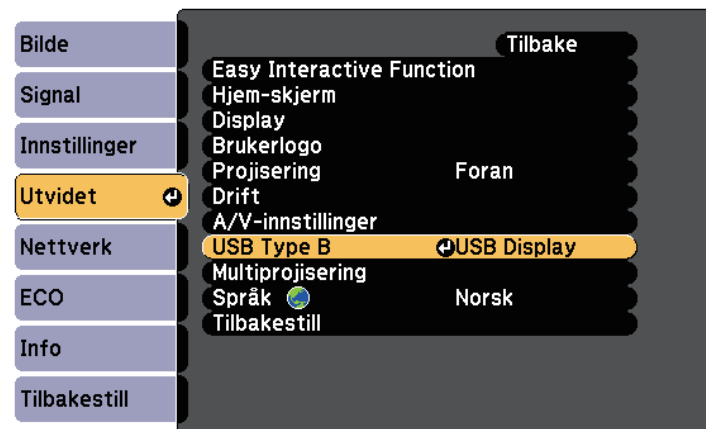 Bilde
Signal
Innstillinger
Utvidet
Nettverk
ECO
Info
Tilbakestill
Tilbake
Easy Interactive Function
Hjem-skjerm
Display
Brukerlogo
Projisering Foran
Drift
A/V-innstillinger
USB Type B USB Display
Multiprojisering
Språk Norsk
Tilbakestill